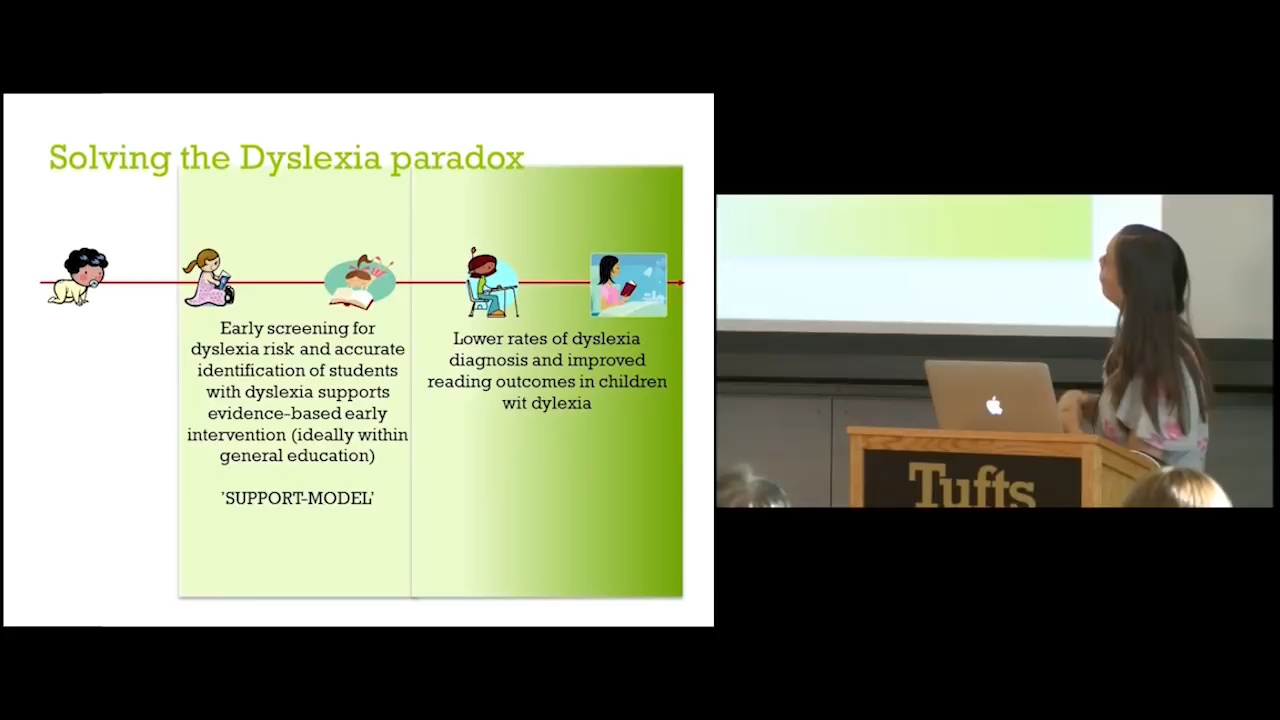 Solving the Dyslexia paradox
Early screening for
dyslexia risk and accurate
identification of students
with dyslexia supports
evidence-based early
intervention (ideally within
general education)
'SUPPORT-MODEL'
Lower rates of dyslexia
diagnosis and improved
reading outcomes in children
wit dylexia
Tufts